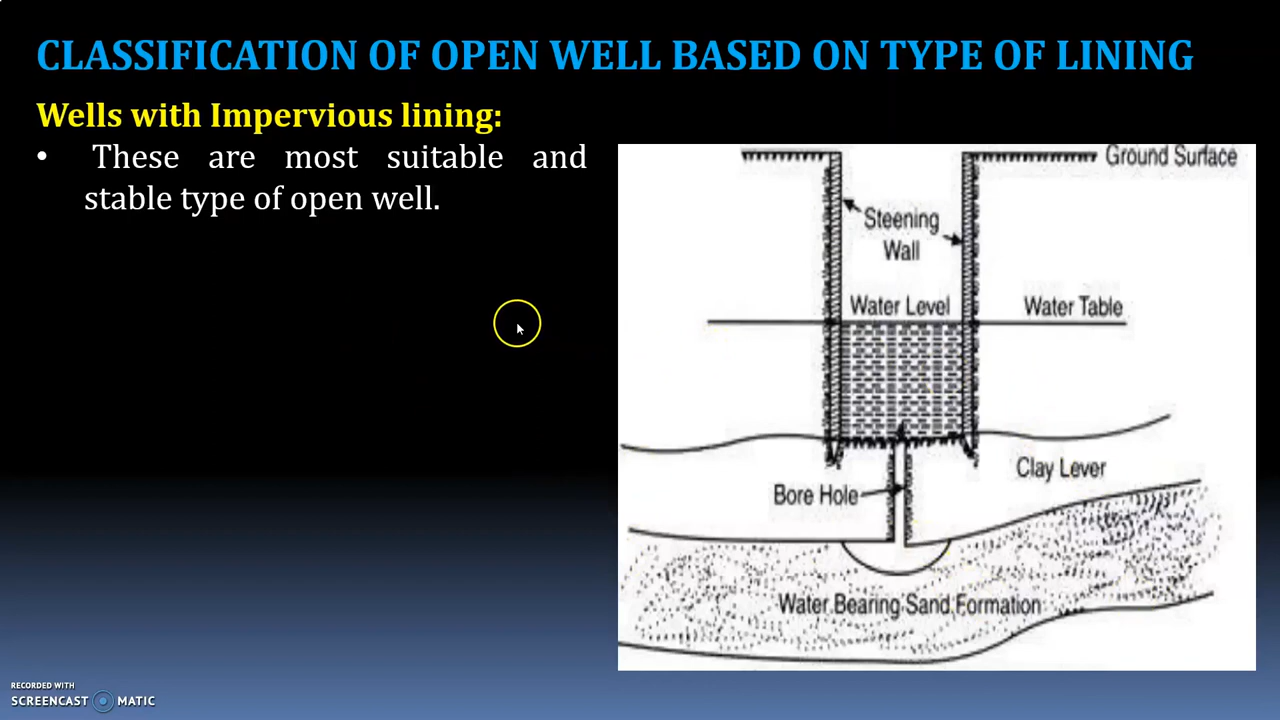 CLASSIFICATION OF OPEN WELL BASED ON TYPE OF LINING
Wells with Impervious lining:
• These are most suitable and
stable type of open well.
Ground Surface
Steening
Wall
Water Level
Water Table
Clay Lever
Bore Hole
Water Bearing Sand Formation
RECORDED WITH
SCREENCAST MATIC